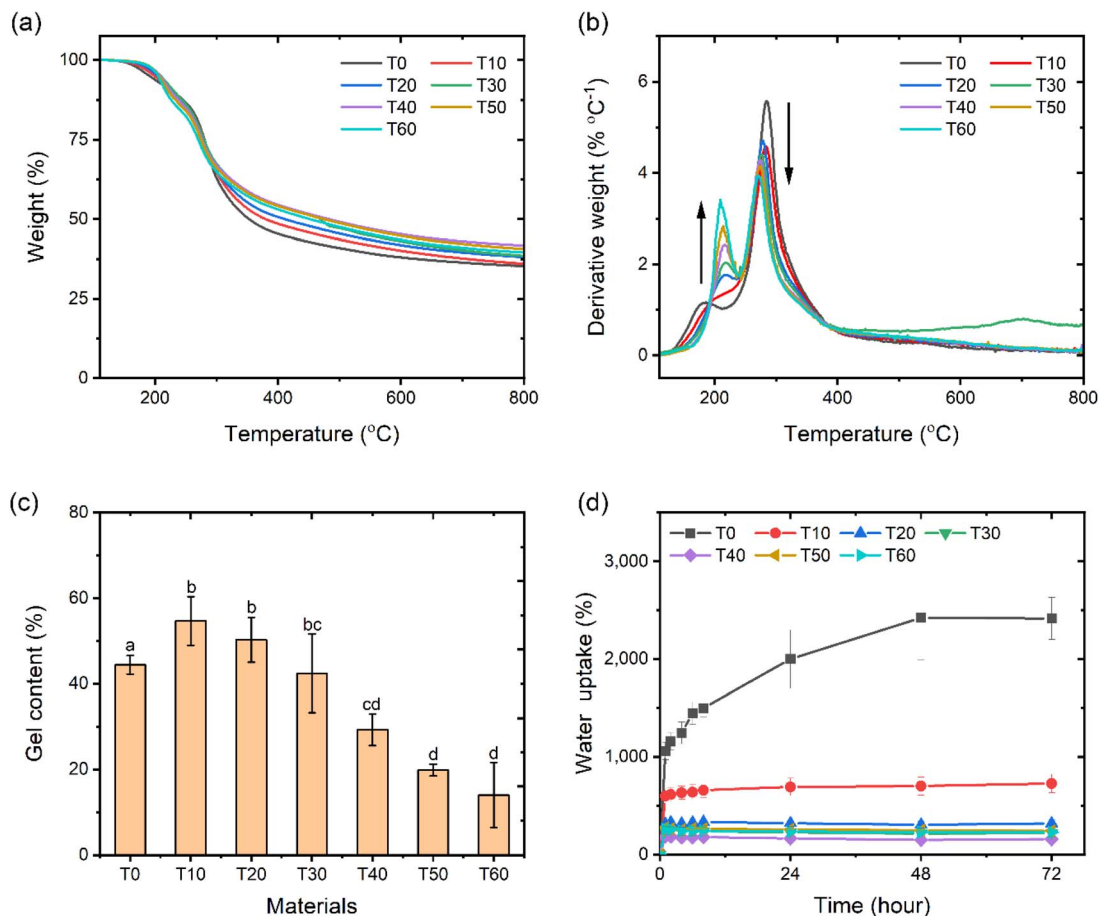 (a)
100
75
50
25
0
Weight (%)
T0 T10
T20 T30
T40 T50
T60
200 400 600 800
Temperature (°C)
(b)
6
4
2
0
Derivative weight (% °C⁻¹)
T0 T10
T20 T30
T40 T50
T60
200 400 600 800
Temperature (°C)
(c)
80
60
40
20
0
Gel content (%)
a b b bc cd d d
T0 T10 T20 T30 T40 T50 T60
Materials
(d)
3,000
2,000
1,000
0
Water uptake (%)
T0 T10 T20 T30
T40 T50 T60
0 24 48 72
Time (hour)